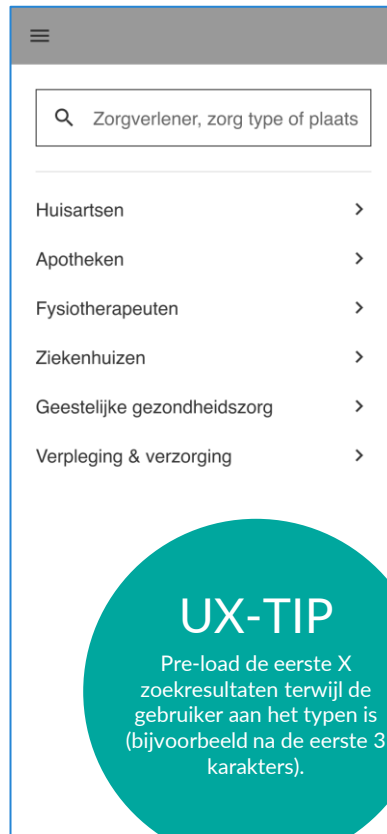 Zorgverlener, zorg type of plaats
Huisartsen
Apotheken
Fysiotherapeuten
Ziekenhuizen
Geestelijke gezondheidszorg
Verpleging & verzorging
UX-TIP
Pre-load de eerste X
zoekresultaten terwijl de
gebruiker aan het typen is
(bijvoorbeeld na de eerste 3
karakters).